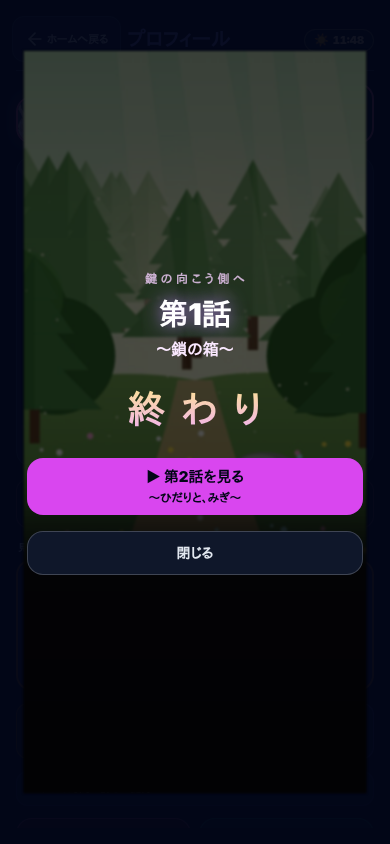 ホームへ戻る
プロフィール
11:48
鍵の向こう側へ
第1話
〜鎖の箱〜
終わり
▶ 第2話を見る
〜ひだりと、みぎ〜
閉じる